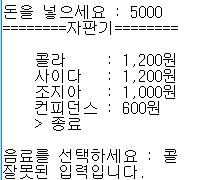 돈을 넣으세요 : 5000
========자판기========
콜라 : 1,200원
사이다 : 1,200원
조지아 : 1,000원
컨피던스 : 600원
> 종료
음료를 선택하세요 : 콜
잘못된 입력입니다.